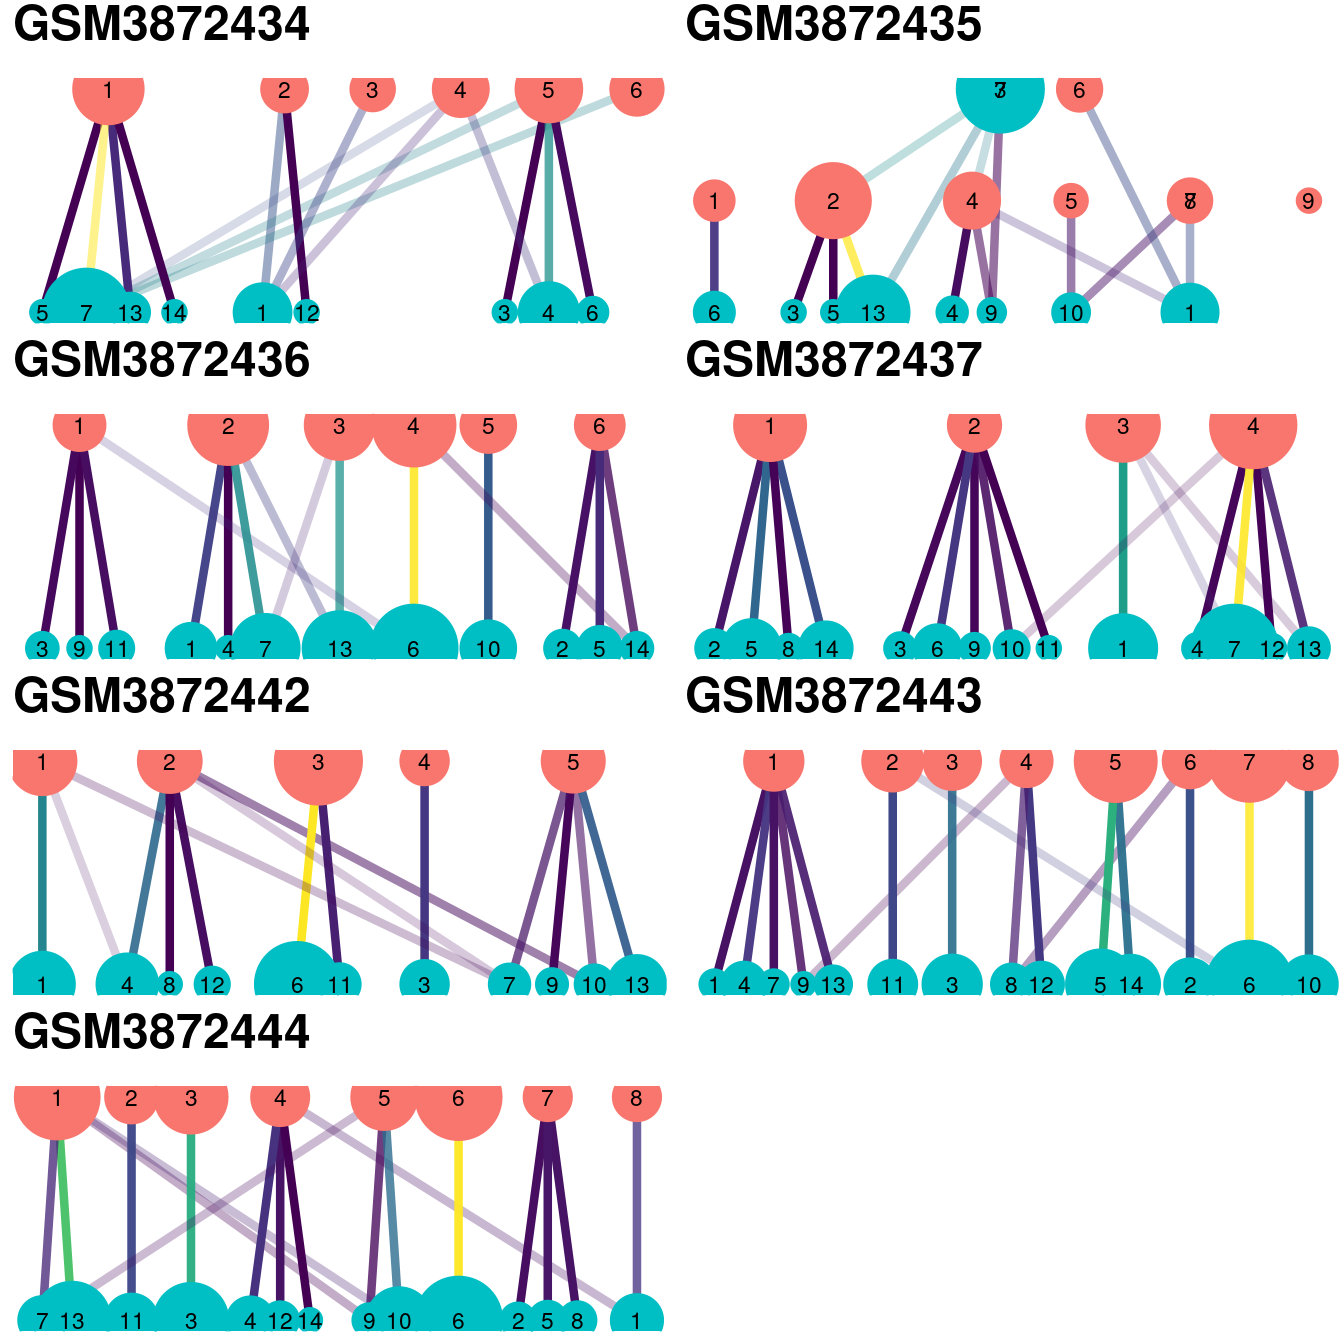 GSM3872434
1 2 3 4 5 6
5 7 13 14 1 12 3 4 6
GSM3872435
6
1 2 4 5 9
6 3 5 13 4 9 10 1
GSM3872436
1 2 3 4 5 6
3 9 11 1 4 7 13 6 10 2 5 14
GSM3872437
1 2 3 4
2 5 8 14 3 6 9 10 11 1 4 7 12 13
GSM3872442
1 2 3 4 5
1 4 8 12 6 11 3 7 9 10 13
GSM3872443
1 2 3 4 5 6 7 8
1 4 7 9 13 11 3 8 12 5 14 2 6 10
GSM3872444
1 2 3 4 5 6 7 8
7 13 11 3 4 12 14 9 10 6 2 5 8 1